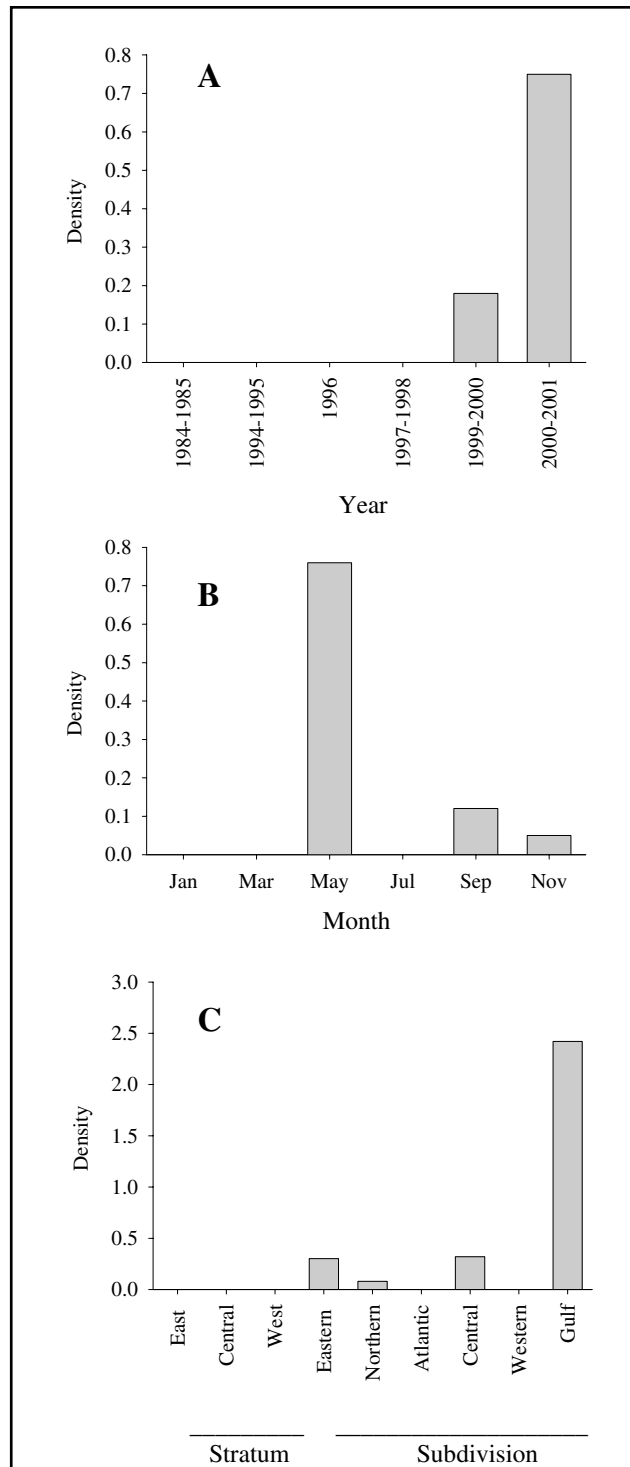 A
0.8
0.7
0.6
0.5
0.4
0.3
0.2
0.1
0.0
Density
1984-1985
1994-1995
1996
1997-1998
1999-2000
2000-2001
Year
B
0.8
0.7
0.6
0.5
0.4
0.3
0.2
0.1
0.0
Density
Jan Mar May Jul Sep Nov
Month
C
3.0
2.5
2.0
1.5
1.0
0.5
0.0
Density
East
Central
West
Eastern
Northern
Atlantic
Central
Western
Gulf
Stratum Subdivision